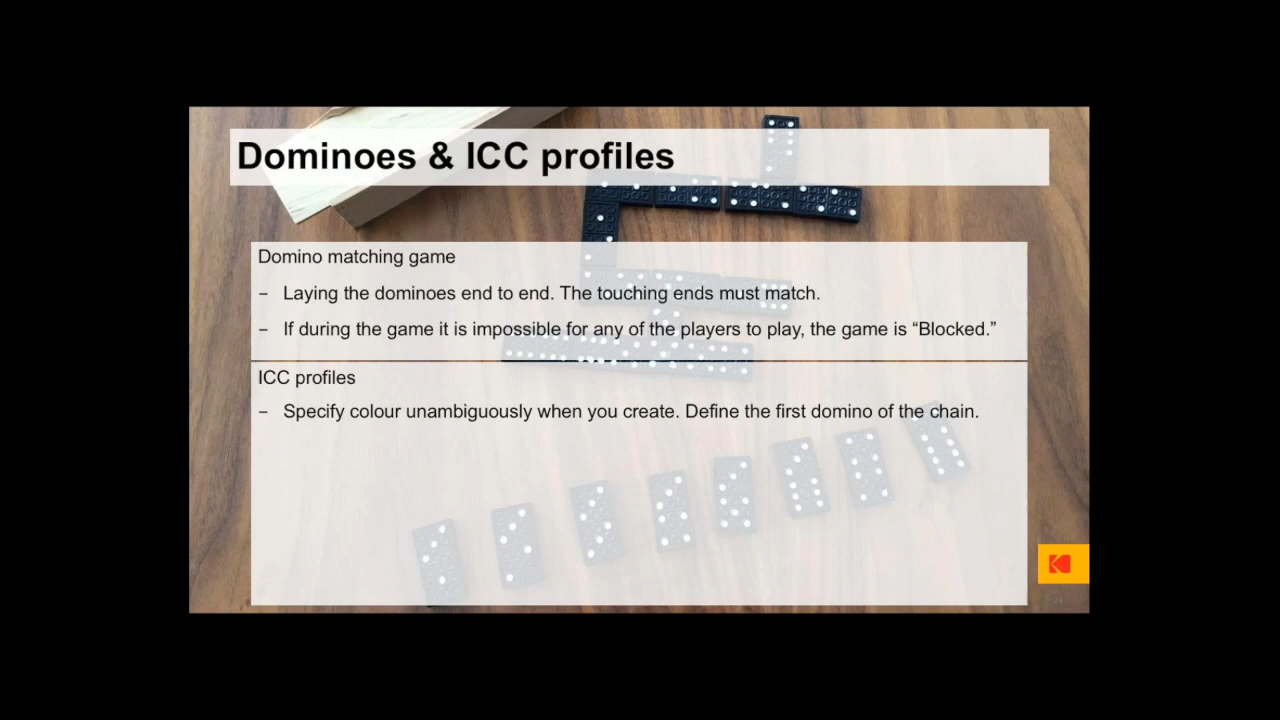 Dominoes & ICC profiles
Domino matching game
– Laying the dominoes end to end. The touching ends must match.
– If during the game it is impossible for any of the players to play, the game is “Blocked.”
ICC profiles
– Specify colour unambiguously when you create. Define the first domino of the chain.